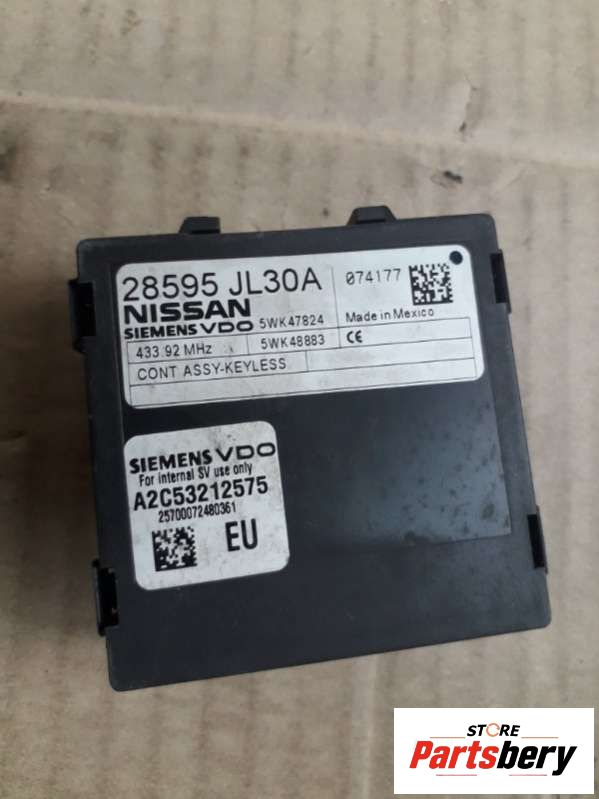 28595 JL30A 074177
NISSAN
SIEMENS VDO 5WK47824 Made in Mexico
433.92 MHz 5WK48883 CE
CONT ASSY-KEYLESS
SIEMENS VDO
For internal SV use only
A2C53212575
25700072480361
EU
STORE
Partsbery